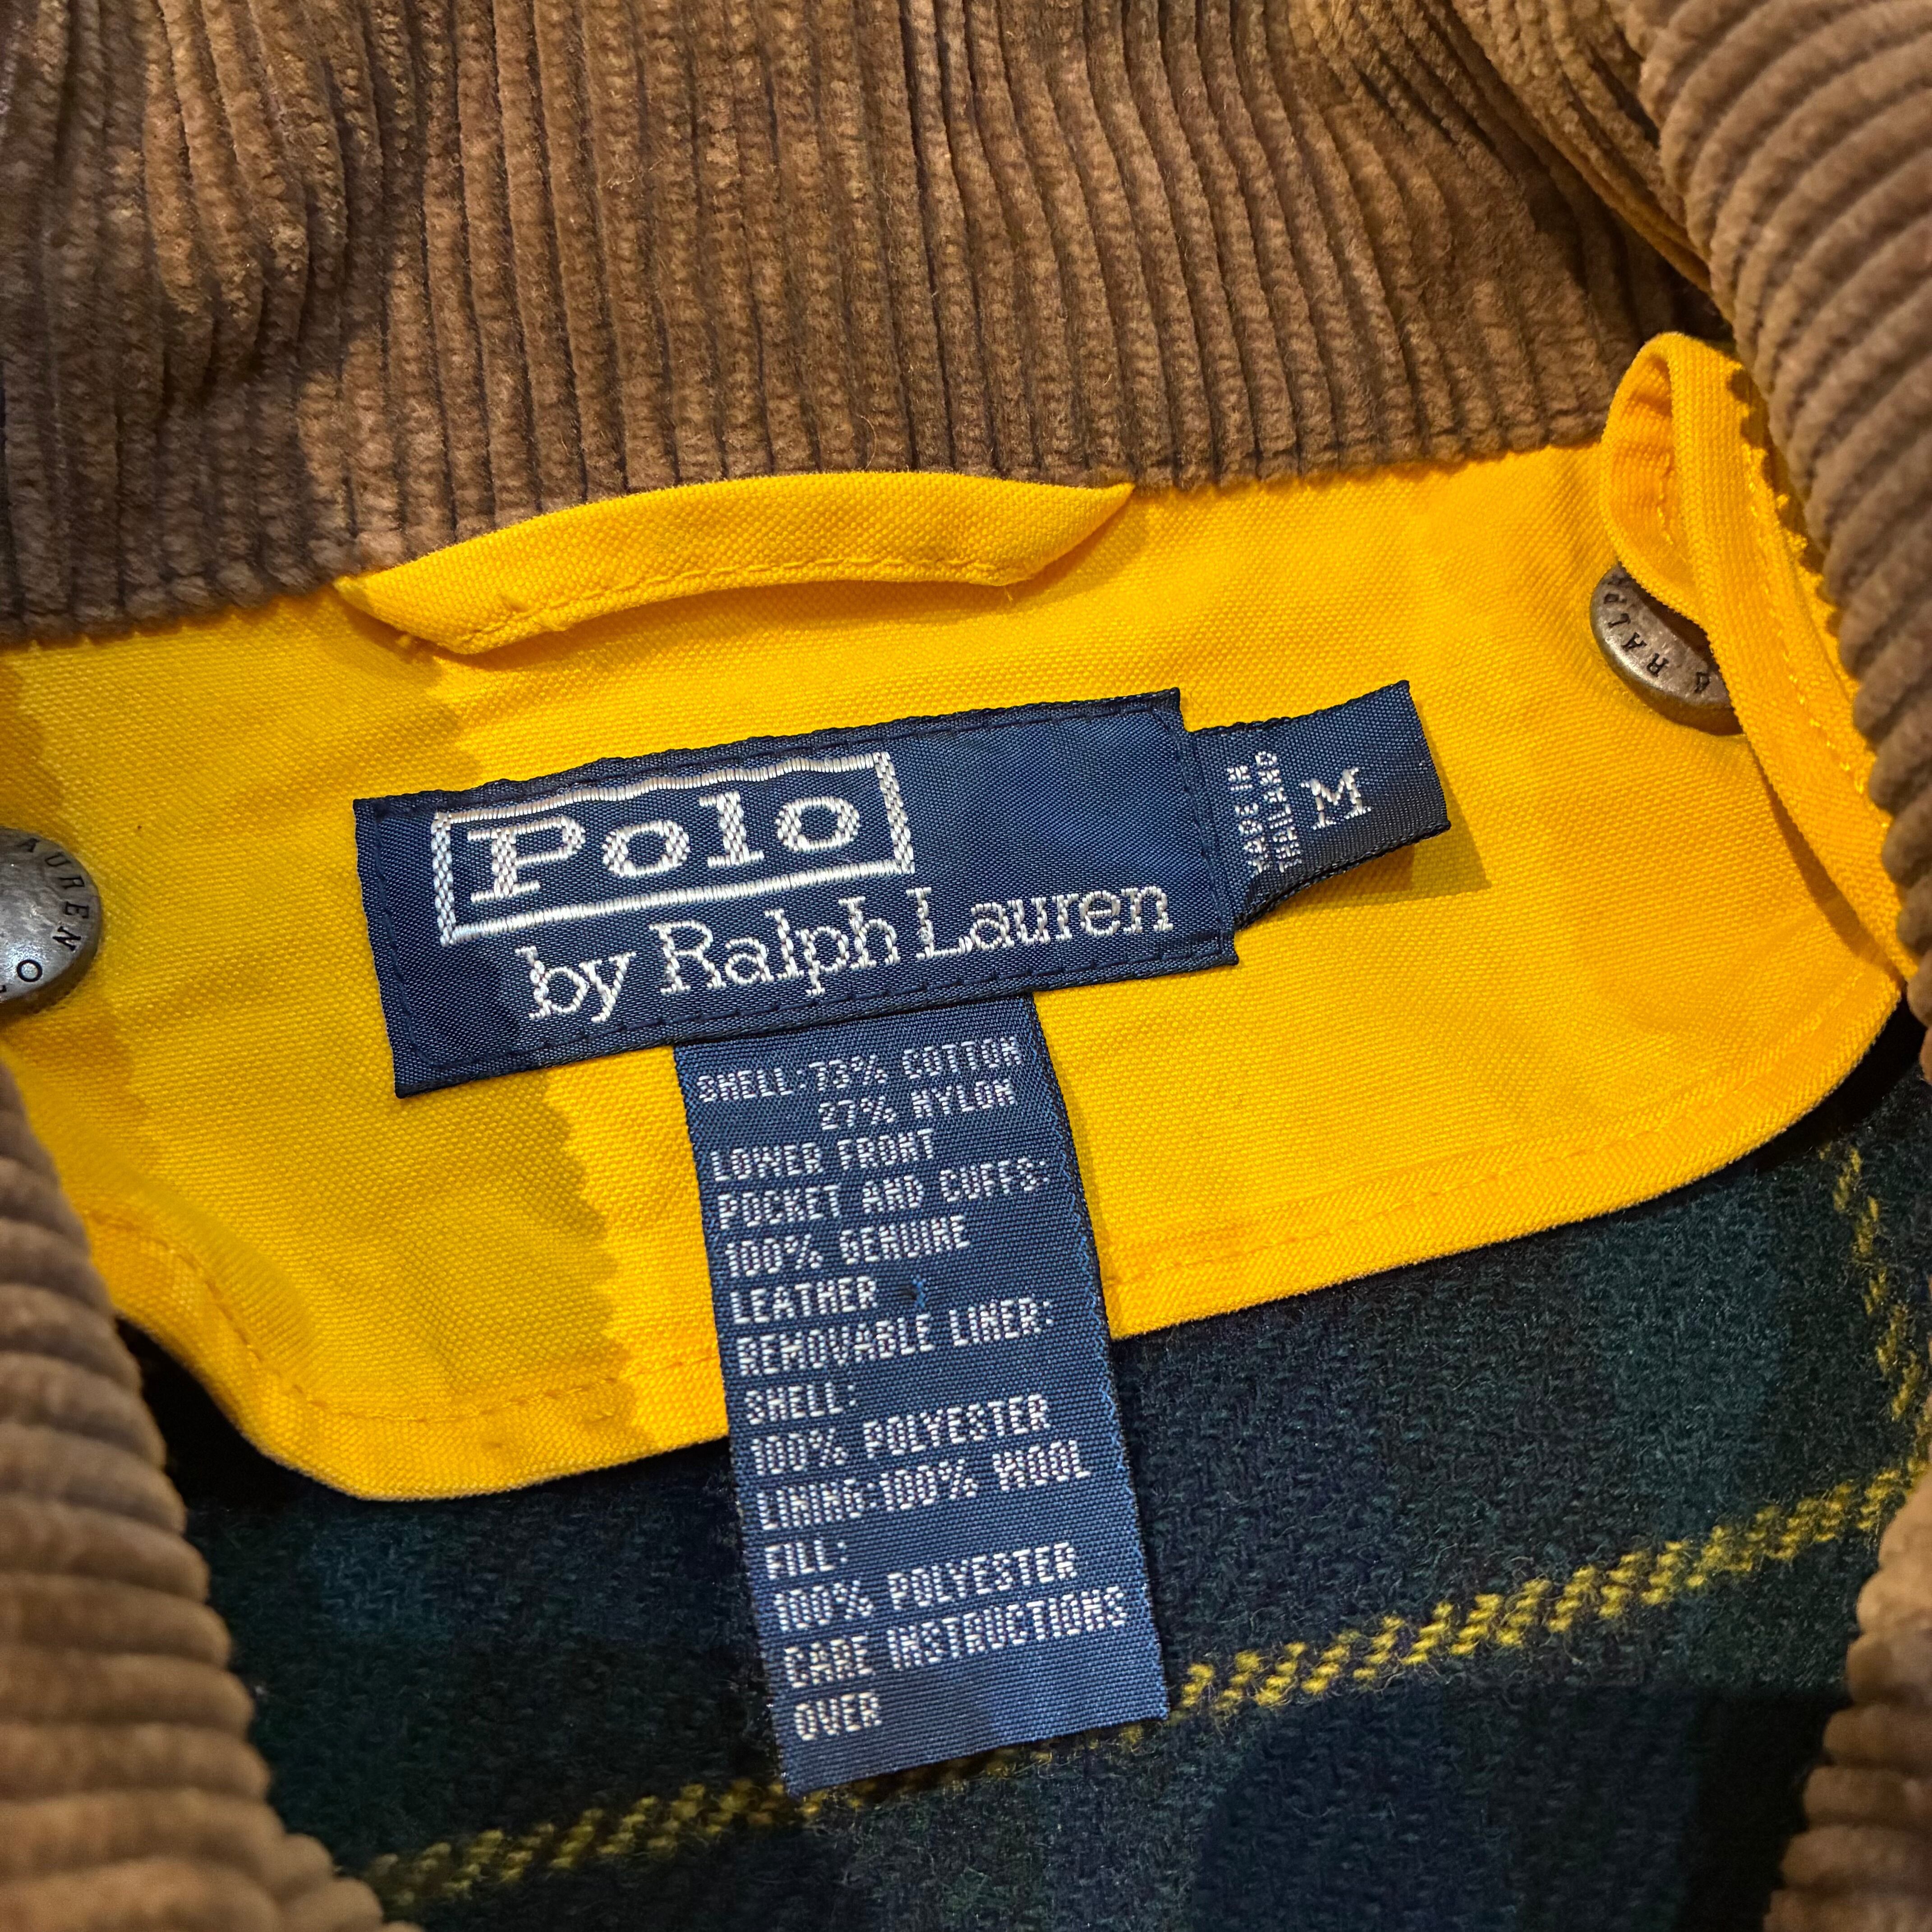 Polo
by Ralph Lauren
MADE IN
THAILAND
M
SHELL:73% COTTON
27% NYLON
LOWER FRONT
POCKET AND CUFFS:
100% GENUINE
LEATHER
REMOVABLE LINER:
SHELL:
100% POLYESTER
LINING:100% WOOL
FILL:
100% POLYESTER
CARE INSTRUCTIONS
OVER